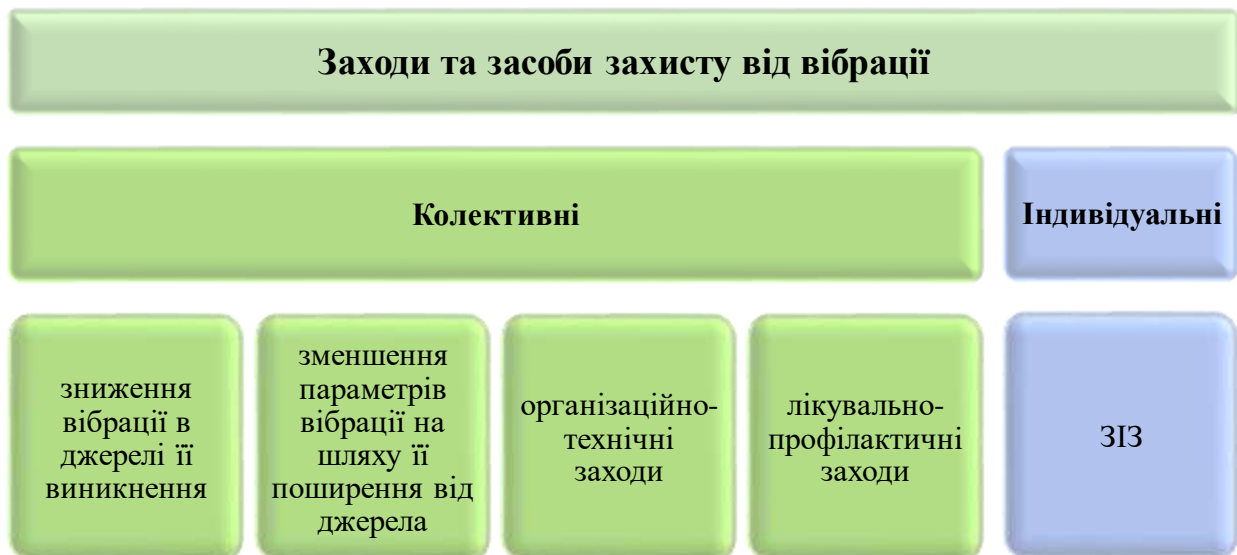 Заходи та засоби захисту від вібрації
Колективні
Індивідуальні
зниження
вібрації в
джерелі її
виникнення
зменшення
параметрів
вібрації на
шляху її
поширення від
джерела
організаційно-
технічні
заходи
лікувально-
профілактичні
заходи
ЗІЗ